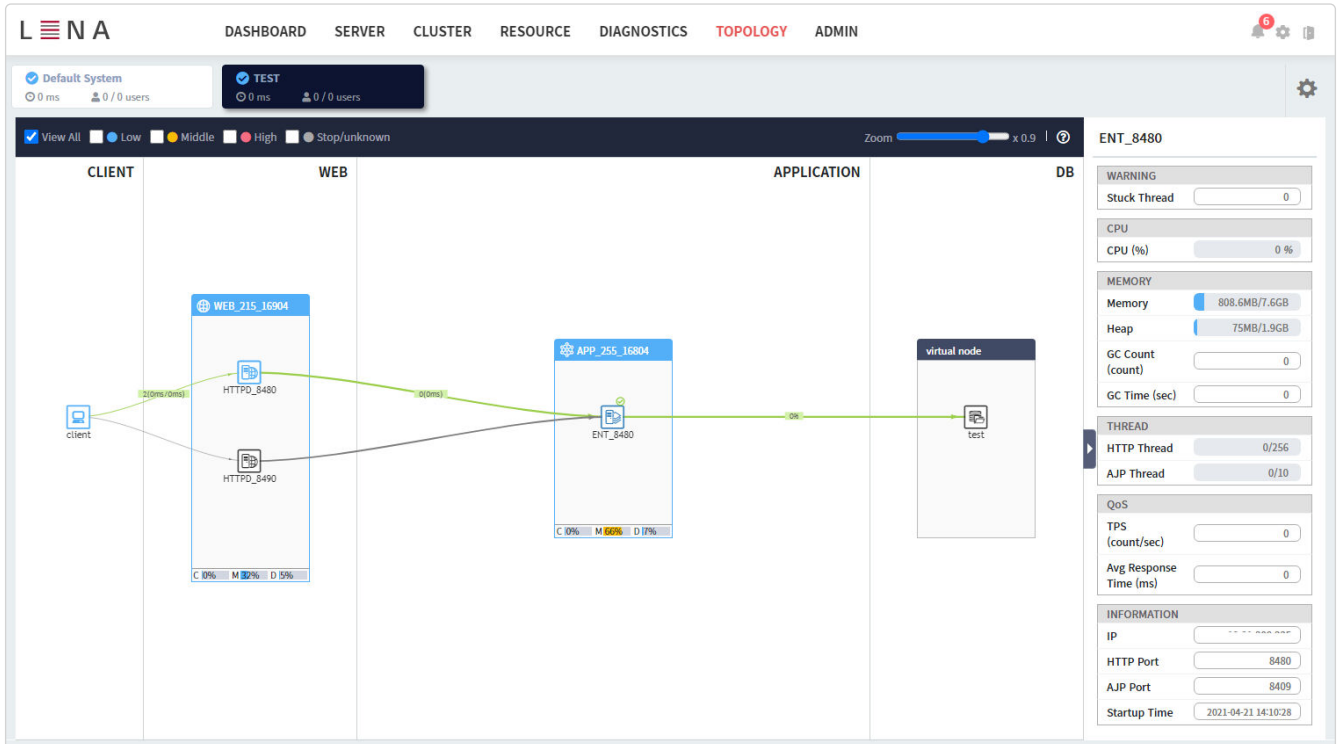 LENA DASHBOARD SERVER CLUSTER RESOURCE DIAGNOSTICS TOPOLOGY ADMIN 6
Default System
0 ms 0 / 0 users
TEST
0 ms 0 / 0 users
View All Low Middle High Stop/unknown Zoom x 0.9
CLIENT WEB APPLICATION DB
WEB_215_16904
HTTPD_8480
2(0ms/0ms)
0(0ms)
client
HTTPD_8490
C 0% M 32% D 5%
APP_255_16804
ENT_8480
C 0% M 66% D 7%
0%
virtual node
test
ENT_8480
WARNING
Stuck Thread 0
CPU
CPU (%) 0 %
MEMORY
Memory 808.6MB/7.6GB
Heap 75MB/1.9GB
GC Count
(count) 0
GC Time (sec) 0
THREAD
HTTP Thread 0/256
AJP Thread 0/10
QoS
TPS
(count/sec) 0
Avg Response
Time (ms) 0
INFORMATION
IP
HTTP Port 8480
AJP Port 8409
Startup Time 2021-04-21 14:10:28